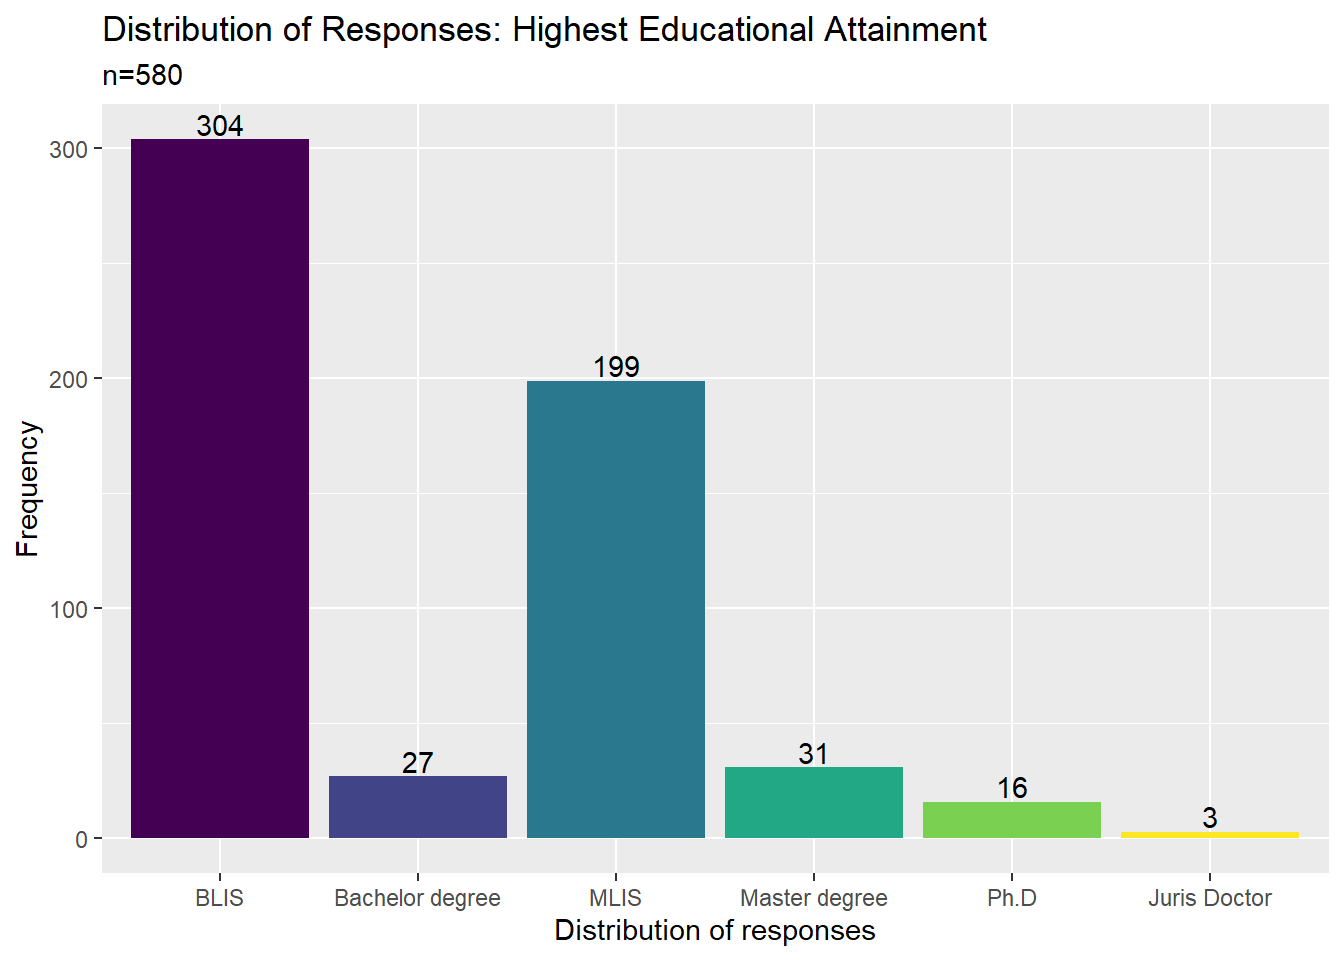 Distribution of Responses: Highest Educational Attainment
n=580
Frequency
300
200
100
0
304
27
199
31
16
3
BLIS
Bachelor degree
MLIS
Master degree
Ph.D
Juris Doctor
Distribution of responses